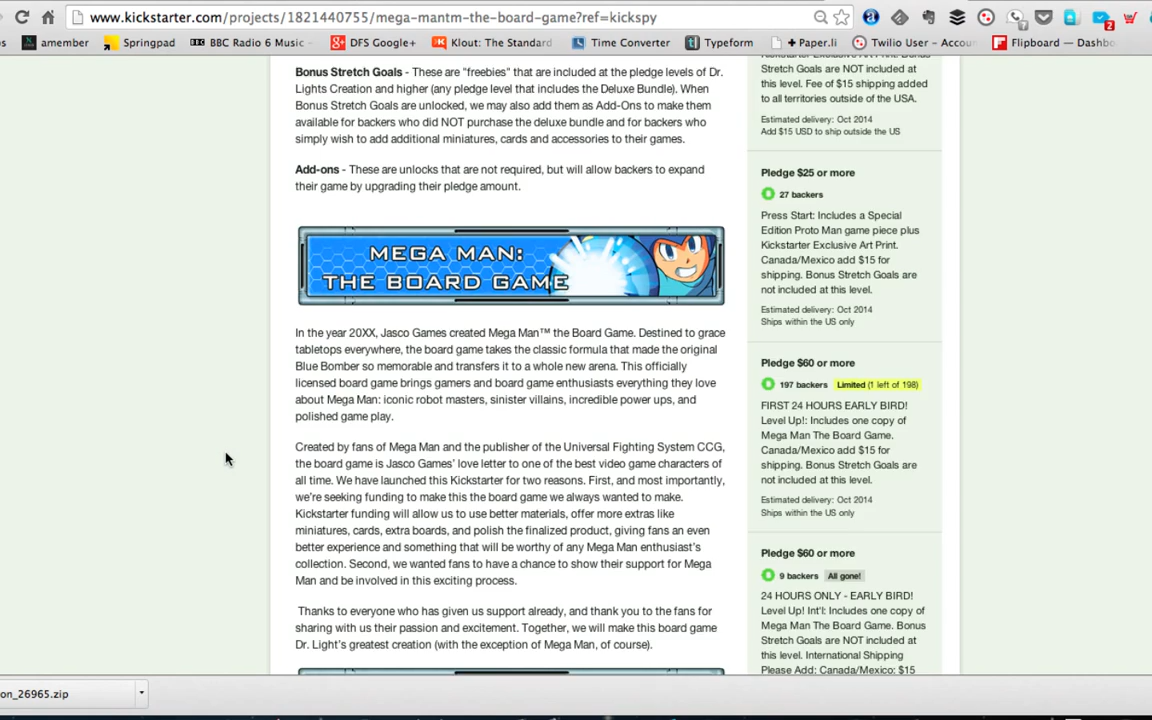 www.kickstarter.com/projects/1821440755/mega-mantm-the-board-game?ref=kickspy
amember
Springpad
BBC Radio 6 Music -
DFS Google+
Klout: The Standard
Time Converter
Typeform
+ Paper.li
Twilio User - Accou
Flipboard — Dashbo
Bonus Stretch Goals - These are "freebies" that are included at the pledge levels of Dr.
Lights Creation and higher (any pledge level that includes the Deluxe Bundle). When
Bonus Stretch Goals are unlocked, we may also add them as Add-Ons to make them
available for backers who did NOT purchase the deluxe bundle and for backers who
simply wish to add additional miniatures, cards and accessories to their games.
Add-ons - These are unlocks that are not required, but will allow backers to expand
their game by upgrading their pledge amount.
MEGA MAN:
THE BOARD GAME
In the year 20XX, Jasco Games created Mega Man™ the Board Game. Destined to grace
tabletops everywhere, the board game takes the classic formula that made the original
Blue Bomber so memorable and transfers it to a whole new arena. This officially
licensed board game brings gamers and board game enthusiasts everything they love
about Mega Man: iconic robot masters, sinister villains, incredible power ups, and
polished game play.
Created by fans of Mega Man and the publisher of the Universal Fighting System CCG,
the board game is Jasco Games' love letter to one of the best video game characters of
all time. We have launched this Kickstarter for two reasons. First, and most importantly,
we're seeking funding to make this the board game we always wanted to make.
Kickstarter funding will allow us to use better materials, offer more extras like
miniatures, cards, extra boards, and polish the finalized product, giving fans an even
better experience and something that will be worthy of any Mega Man enthusiast's
collection. Second, we wanted fans to have a chance to show their support for Mega
Man and be involved in this exciting process.
Thanks to everyone who has given us support already, and thank you to the fans for
sharing with us their passion and excitement. Together, we will make this board game
Dr. Light's greatest creation (with the exception of Mega Man, of course).
Stretch Goals are NOT included at
this level. Fee of $15 shipping added
to all territories outside of the USA.
Estimated delivery: Oct 2014
Add $15 USD to ship outside the US
Pledge $25 or more
27 backers
Press Start: Includes a Special
Edition Proto Man game piece plus
Kickstarter Exclusive Art Print.
Canada/Mexico add $15 for
shipping. Bonus Stretch Goals are
not included at this level.
Estimated delivery: Oct 2014
Ships within the US only
Pledge $60 or more
197 backers Limited (1 left of 198)
FIRST 24 HOURS EARLY BIRD!
Level Up!: Includes one copy of
Mega Man The Board Game.
Canada/Mexico add $15 for
shipping. Bonus Stretch Goals are
not included at this level.
Estimated delivery: Oct 2014
Ships within the US only
Pledge $60 or more
9 backers All gone!
24 HOURS ONLY - EARLY BIRD!
Level Up! Int'l: Includes one copy of
Mega Man The Board Game. Bonus
Stretch Goals are NOT included at
this level. International Shipping
Please Add: Canada/Mexico: $15
on_26965.zip